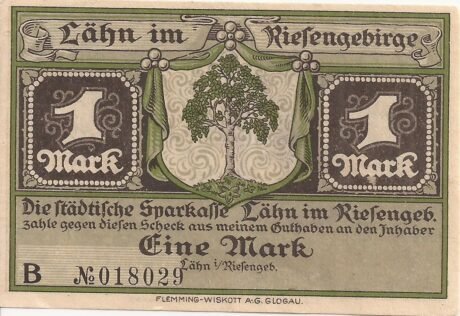 Lähn im Riesengebirge
1 Mark 1 Mark
Die städtische Sparkasse Lähn im Riesengeb.
zahle gegen diesen Scheck aus meinem Guthaben an den Inhaber
Eine Mark
Lähn i/Riesengeb.
B №018029
FLEMMING-WISKOTT A.-G. GLOGAU.